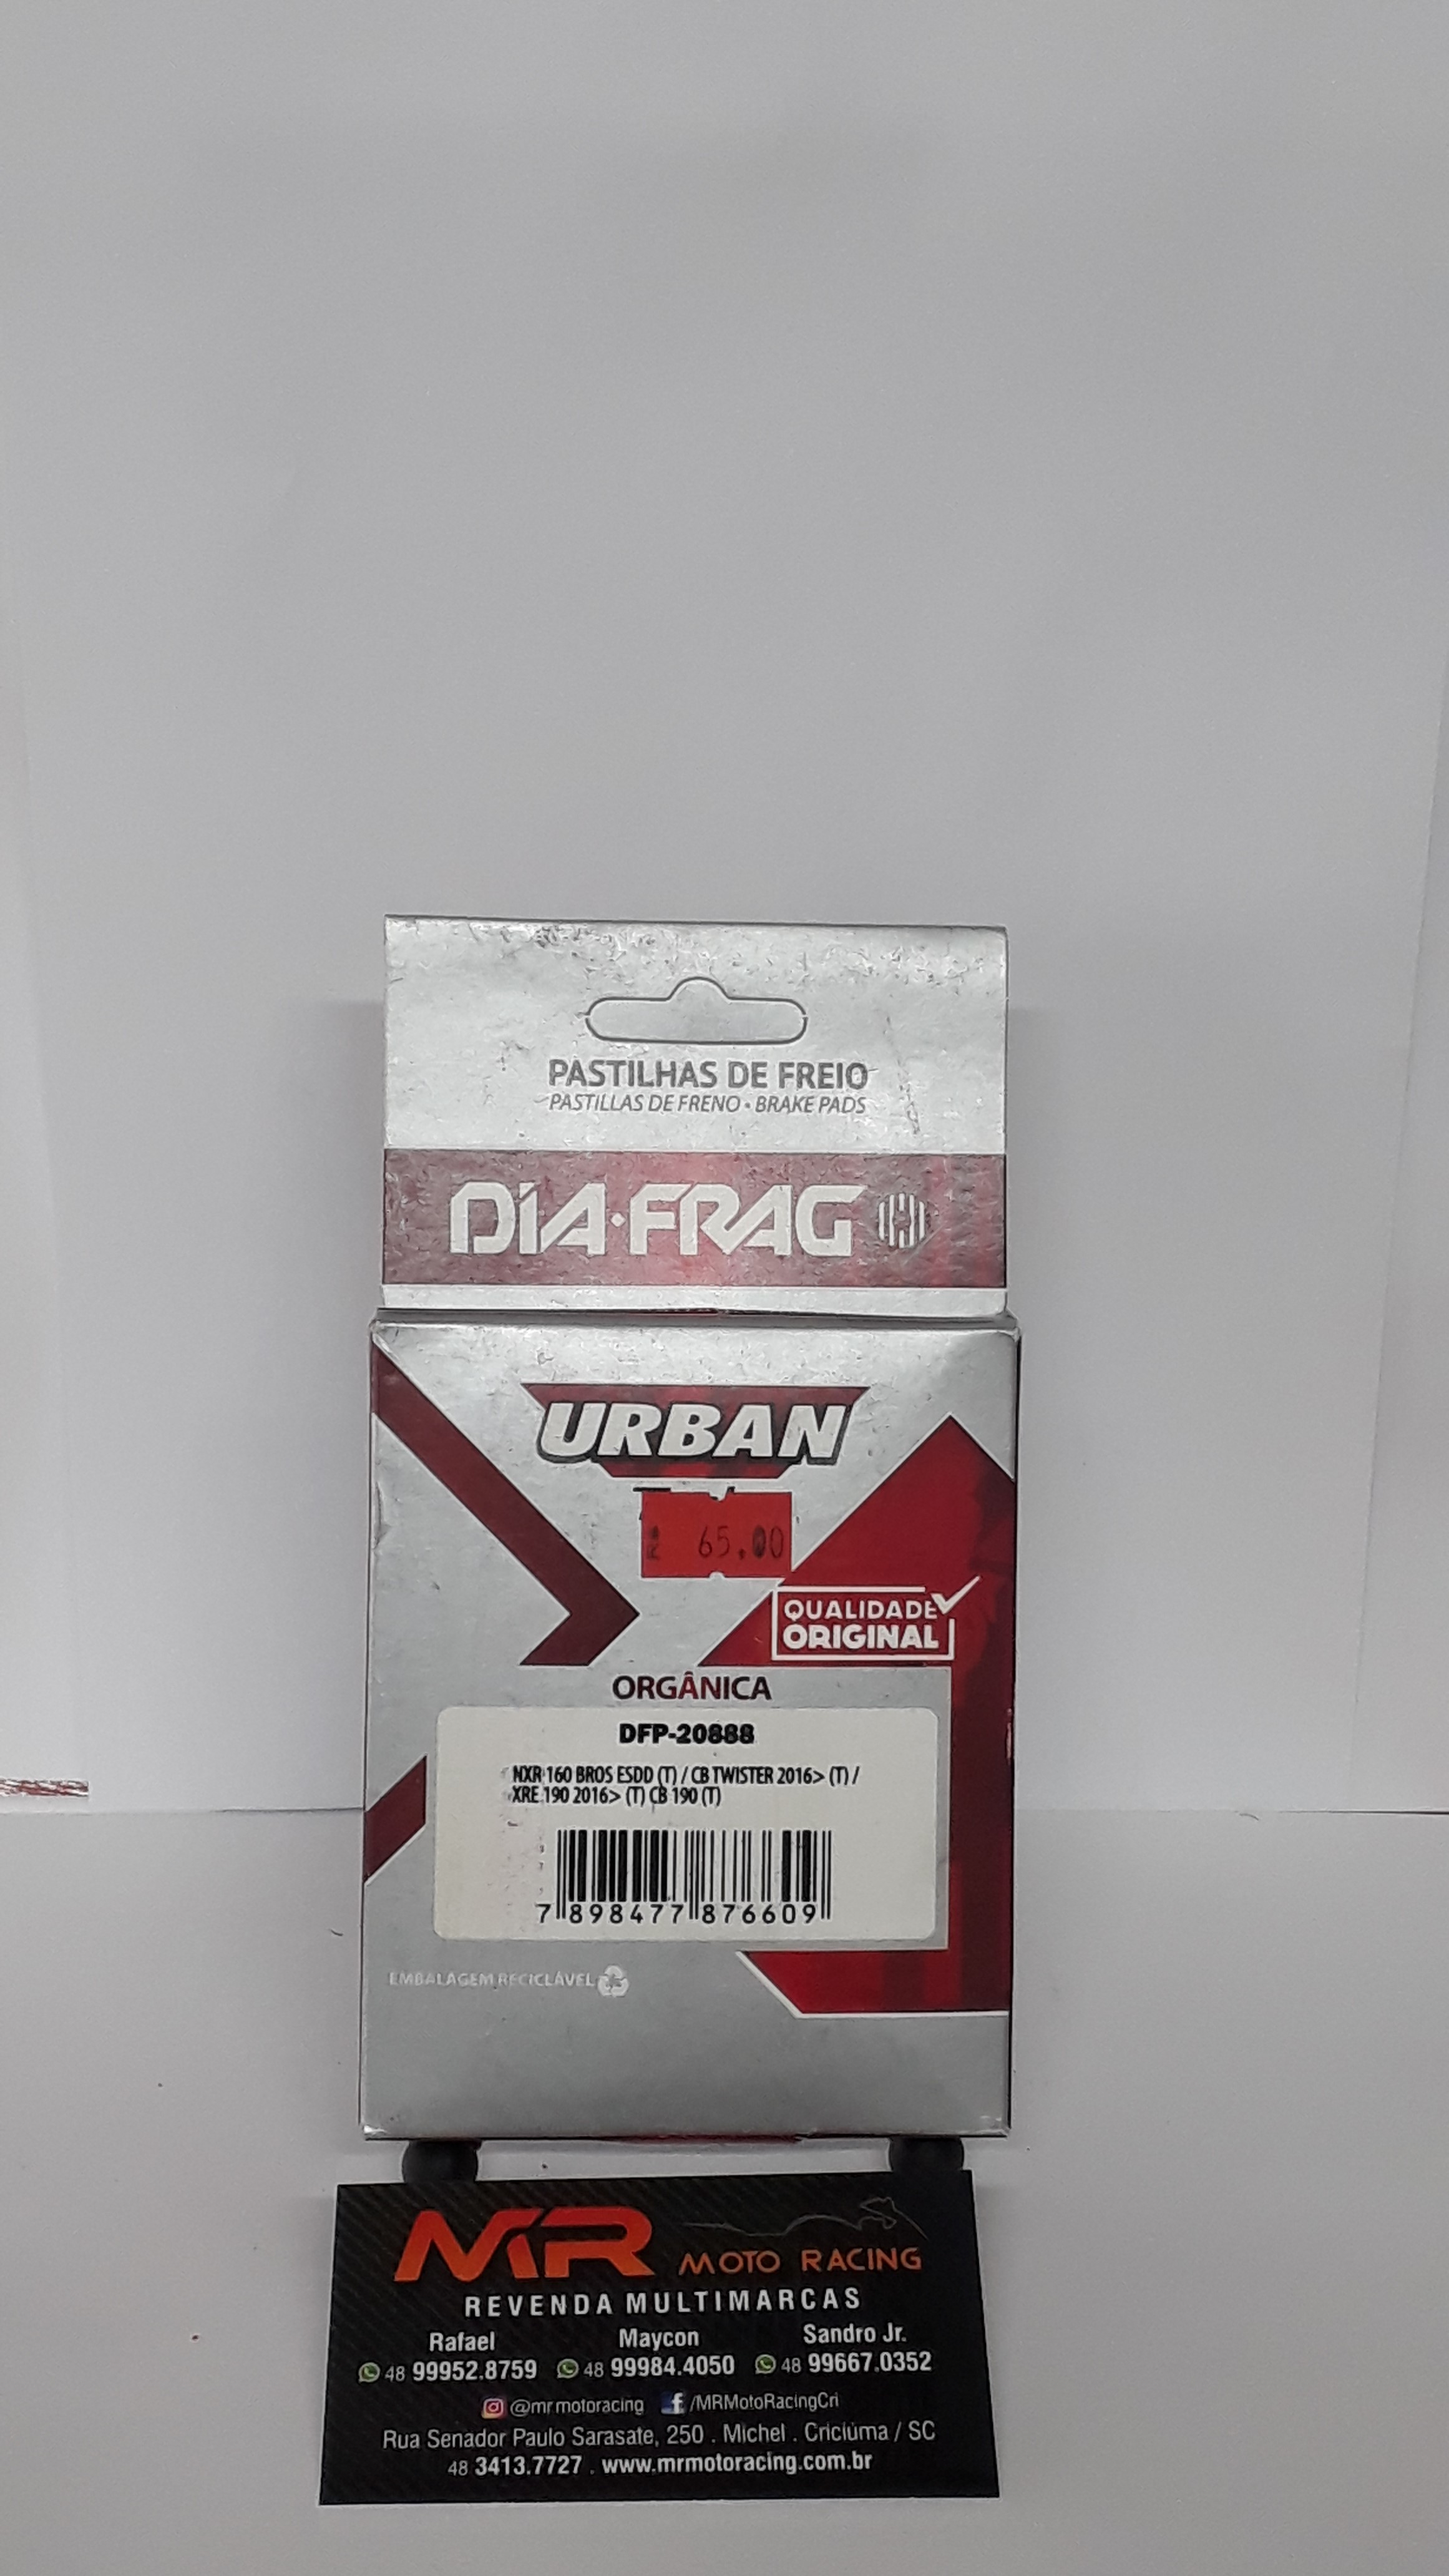 PASTILHAS DE FREIO
PASTILLAS DE FRENO • BRAKE PADS
DIA•FRAG
URBAN
65.00
QUALIDADE
ORIGINAL
ORGÂNICA
DFP-20888
NXR 160 BROS ESDD (T) / CB TWISTER 2016> (T) /
XRE 190 2016> (T) CB 190 (T)
7 898477 876609
EMBALAGEM RECICLÁVEL
MR MOTO RACING
REVENDA MULTIMARCAS
Rafael Maycon Sandro Jr.
48 99952.8759 48 99984.4050 48 99667.0352
@mrmotoracing /MRMotoRacingCri
Rua Senador Paulo Sarasate, 250 . Michel . Criciúma / SC
48 3413.7727 . www.mrmotoracing.com.br